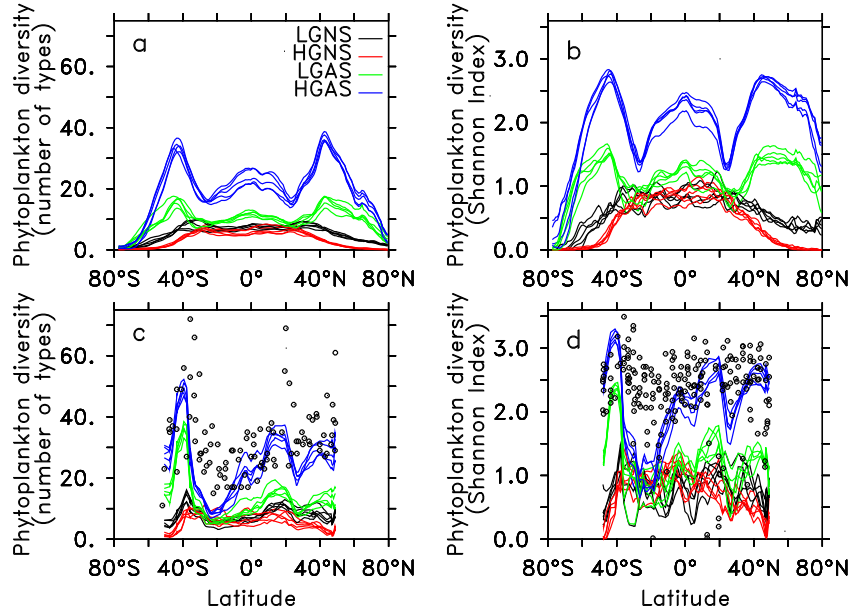 Phytoplankton diversity
(number of types)
60.
40.
20.
0.
a
LGNS
HGNS
LGAS
HGAS
80°S 40°S 0° 40°N 80°N
Phytoplankton diversity
(Shannon Index)
3.0
2.0
1.0
0.0
b
80°S 40°S 0° 40°N 80°N
Phytoplankton diversity
(number of types)
60.
40.
20.
0.
c
80°S 40°S 0° 40°N 80°N
Latitude
Phytoplankton diversity
(Shannon Index)
3.0
2.0
1.0
0.0
d
80°S 40°S 0° 40°N 80°N
Latitude